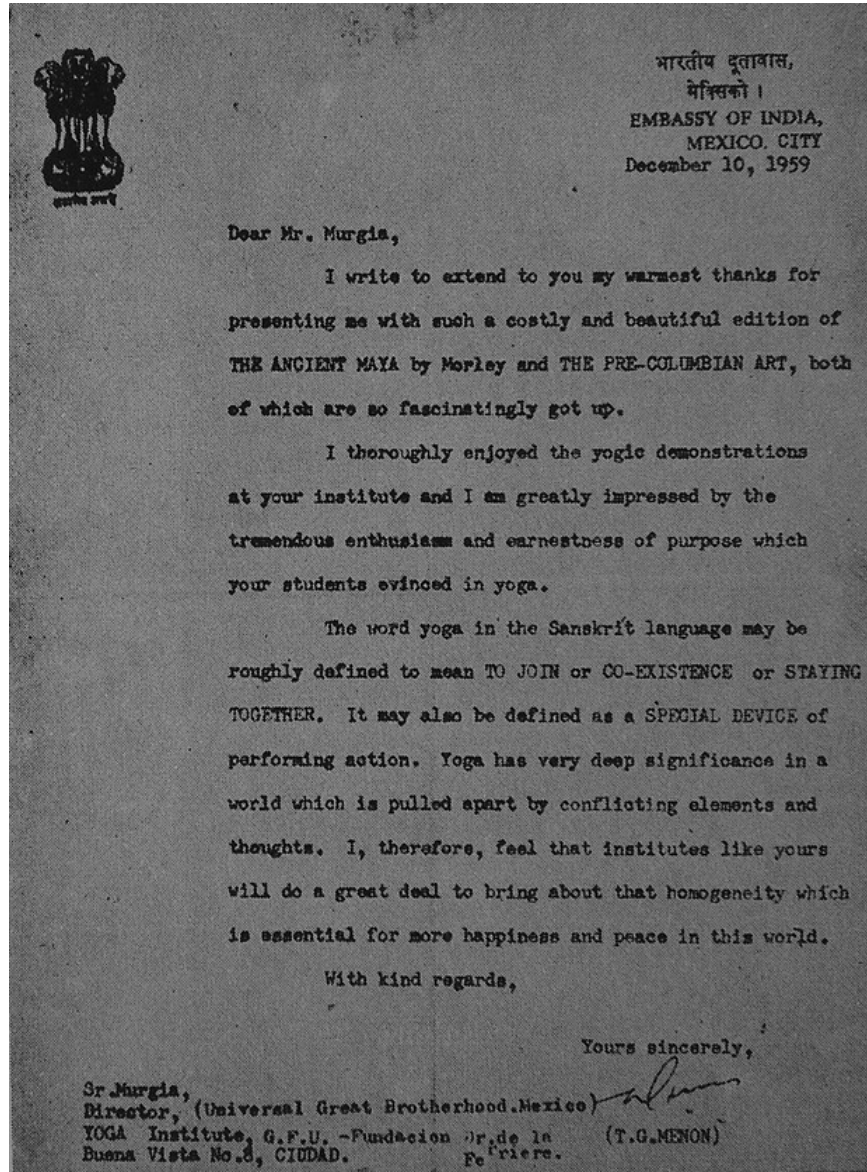 भारतीय दूतावास,
मेक्सिको ।
EMBASSY OF INDIA,
MEXICO. CITY
December 10, 1959
सत्यमेव जयते
Dear Mr. Murgia,
I write to extend to you my warmest thanks for
presenting me with such a costly and beautiful edition of
THE ANCIENT MAYA by Morley and THE PRE-COLUMBIAN ART, both
of which are so fascinatingly got up.
I thoroughly enjoyed the yogic demonstrations
at your institute and I am greatly impressed by the
tremendous enthusiasm and earnestness of purpose which
your students evinced in yoga.
The word yoga in the Sanskrit language may be
roughly defined to mean TO JOIN or CO-EXISTENCE or STAYING
TOGETHER. It may also be defined as a SPECIAL DEVICE of
performing action. Yoga has very deep significance in a
world which is pulled apart by conflicting elements and
thoughts. I, therefore, feel that institutes like yours
will do a great deal to bring about that homogeneity which
is essential for more happiness and peace in this world.
With kind regards,
Yours sincerely,
Sr.Murgia,
Director, (Universal Great Brotherhood.Mexico)
YOGA Institute, G.F.U. -Fundacion Dr.de la (T.G.MENON)
Buena Vista No.8, CIUDAD. Ferriere.